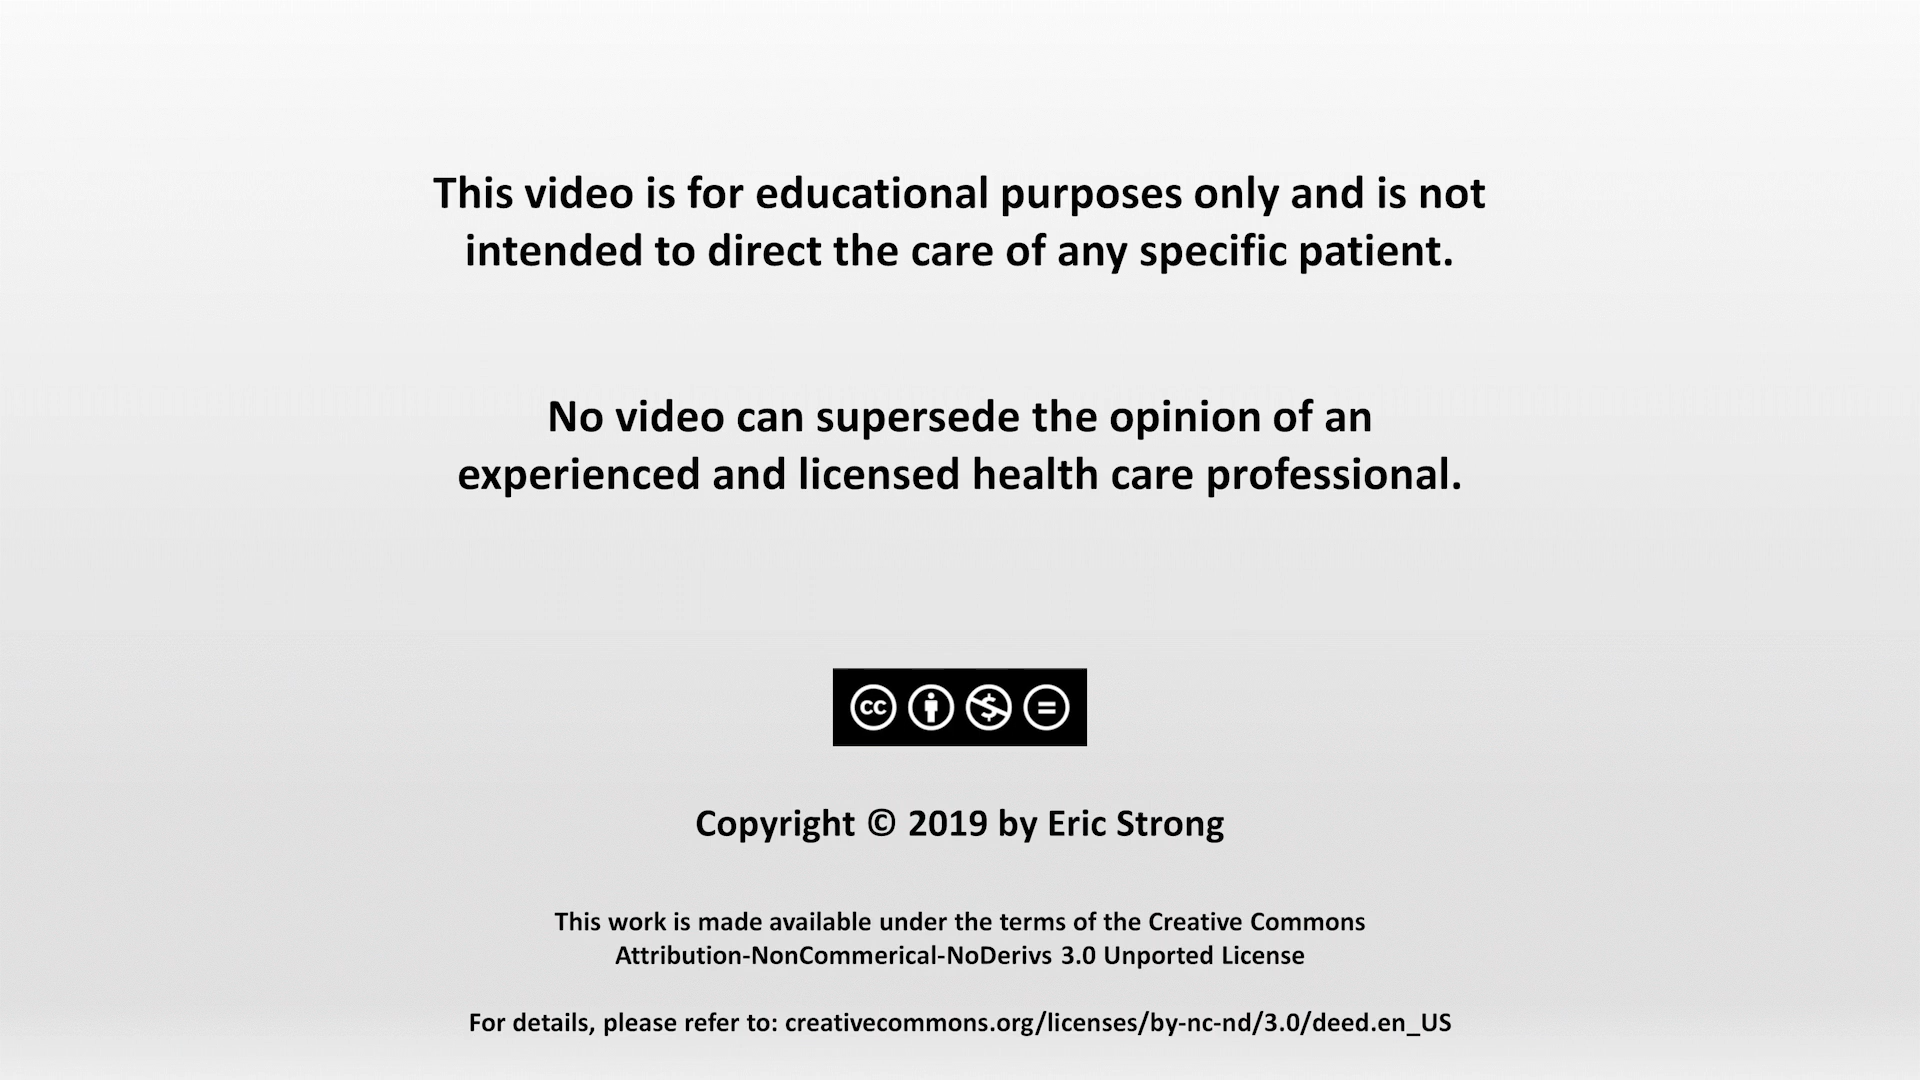 This video is for educational purposes only and is not
intended to direct the care of any specific patient.
No video can supersede the opinion of an
experienced and licensed health care professional.
cc $ =
Copyright © 2019 by Eric Strong
This work is made available under the terms of the Creative Commons
Attribution-NonCommerical-NoDerivs 3.0 Unported License
For details, please refer to: creativecommons.org/licenses/by-nc-nd/3.0/deed.en_US